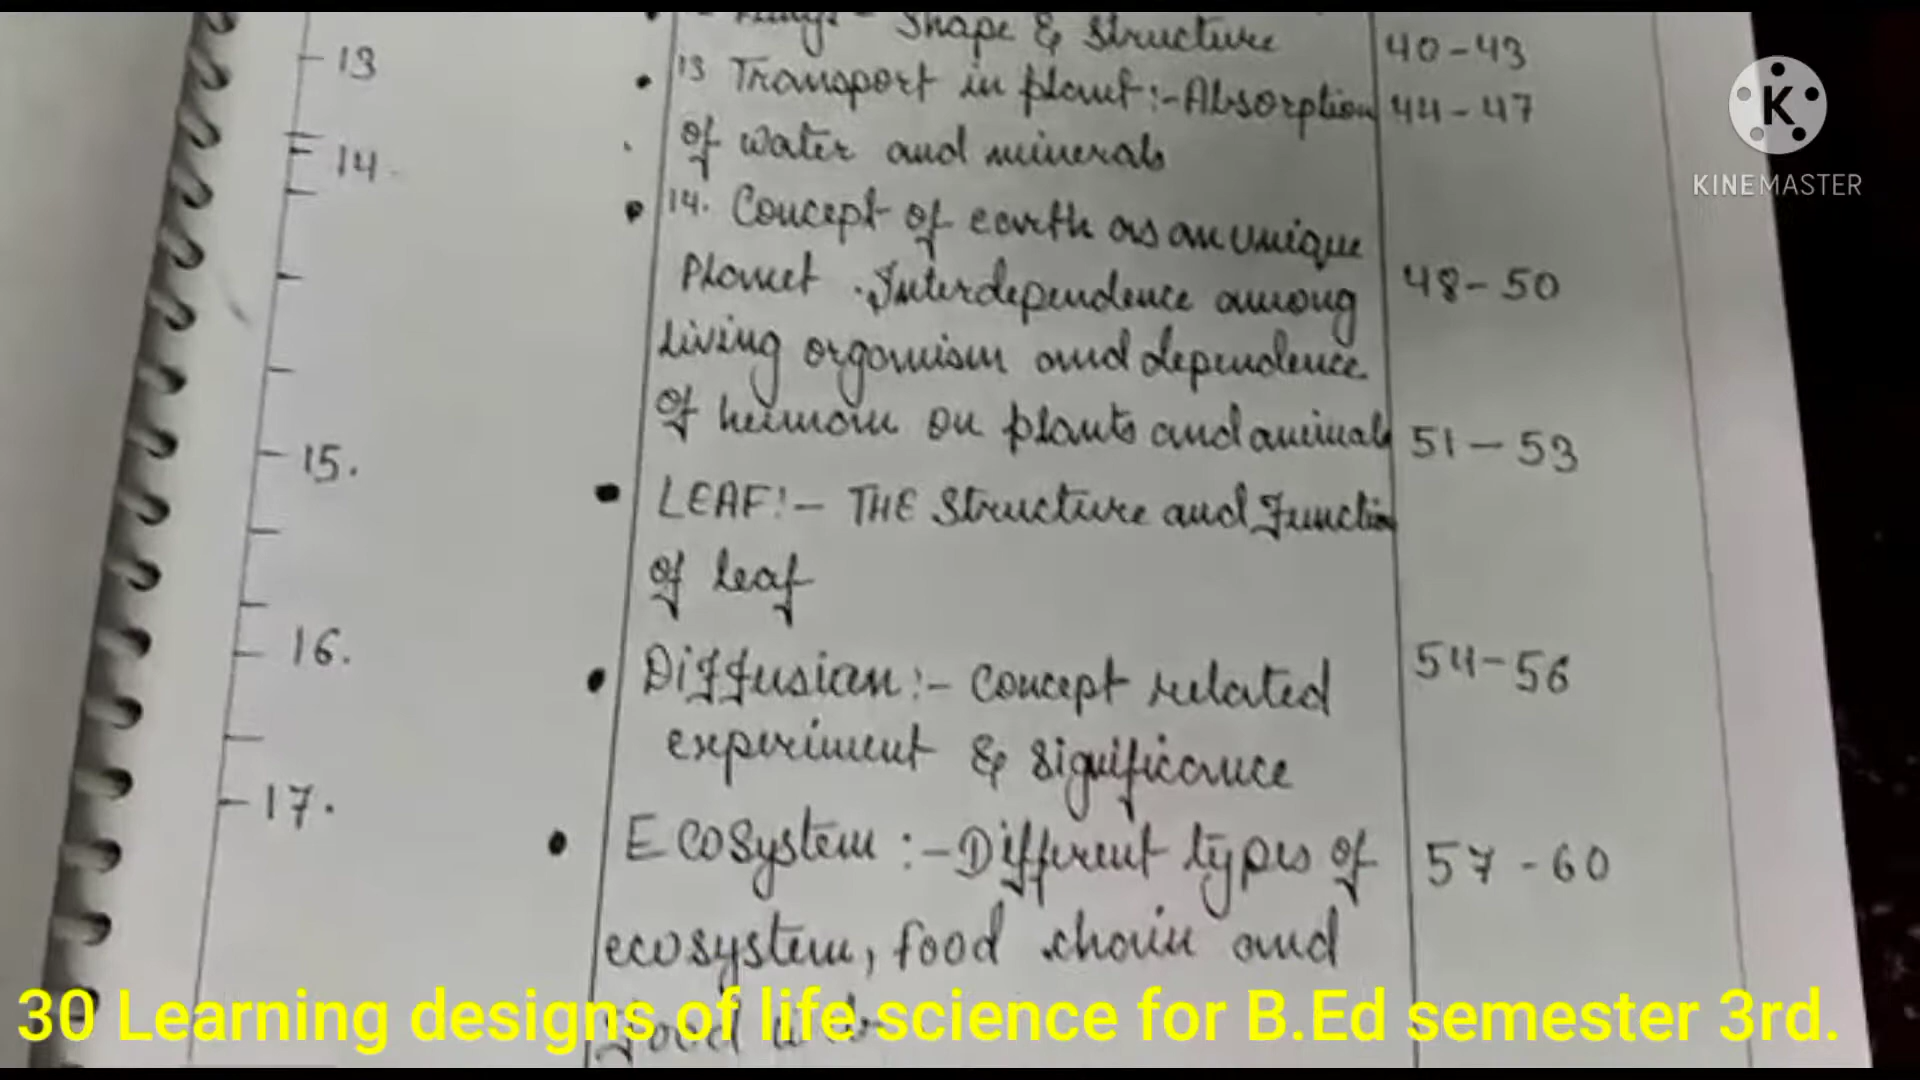 Shape & Structure
40-43
13
13 Transport in plant:- Absorption
44-47
of water and minerals
14.
14. Concept of earth as an unique
Planet. Interdependence among
48-50
living organism and dependence
of human on plants and animals
51-53
15.
LEAF:- THE Structure and Function
of leaf
16.
Diffusion:- Concept related
54-56
experiment & significance
17.
Ecosystem:- Different types of
57-60
ecosystem, food chain and
food
KINEMASTER
30 Learning designs of life science for B.Ed semester 3rd.